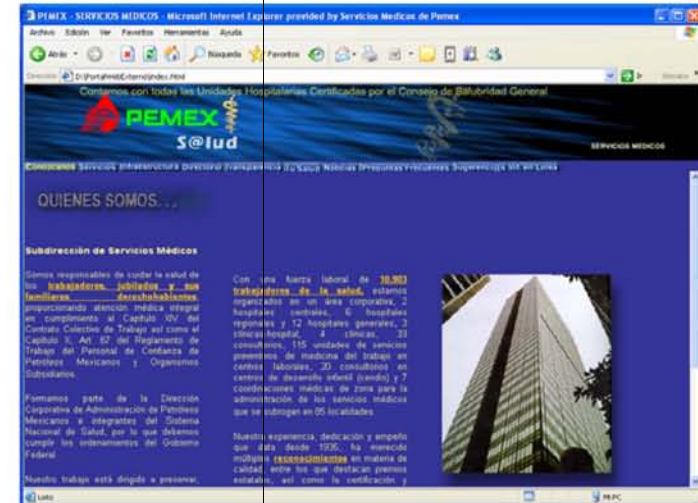 PEMEX - SERVICIOS MEDICOS - Microsoft Internet Explorer provided by Servicios Medicos de Pemex
Archivo Edición Ver Favoritos Herramientas Ayuda
Atrás Búsqueda Favoritos
Dirección D:\PortalWebExterno\index.html
Contamos con todas las Unidades Hospitalarias Certificadas por el Consejo de Salubridad General
PEMEX
S@lud
SERVICIOS MEDICOS
Conózcanos Servicios Infraestructura Directorio Transparencia Tu Salud Noticias Preguntas Frecuentes Sugerencias en Línea
QUIENES SOMOS. . .
Subdirección de Servicios Médicos
Somos responsables de cuidar la salud de
los trabajadores, jubilados y sus
familiares derechohabientes,
proporcionando atención médica integral
en cumplimiento al Capítulo XIV del
Contrato Colectivo de Trabajo así como el
Capítulo X, Art. 87 del Reglamento de
Trabajo del Personal de Confianza de
Petróleos Mexicanos y Organismos
Subsidiarios.
Formamos parte de la Dirección
Corporativa de Administración de Petróleos
Mexicanos e integrantes del Sistema
Nacional de Salud, por lo que debemos
cumplir los ordenamientos del Gobierno
Federal.
Nuestro trabajo está dirigido a preservar,
Con una fuerza laboral de 10,903
trabajadores de la salud, estamos
organizados en un área corporativa, 2
hospitales centrales, 6 hospitales
regionales y 12 hospitales generales, 3
clínicas-hospital, 4 clínicas, 33
consultorios, 115 unidades de servicios
preventivos de medicina del trabajo en
centros laborales, 20 consultorios en
centros de desarrollo infantil (cendis) y 7
coordinaciones médicas de zona para la
administración de los servicios médicos
que se subrogan en 85 localidades.
Nuestra experiencia, dedicación y empeño
que data desde 1935, ha merecido
múltiples reconocimientos en materia de
calidad, entre los que destacan premios
estatales, así como la certificación y
Listo
Mi PC